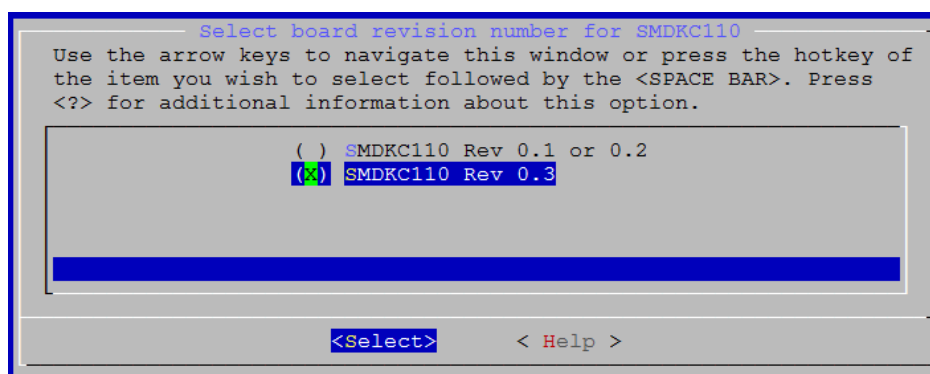 Select board revision number for SMDKC110
Use the arrow keys to navigate this window or press the hotkey of
the item you wish to select followed by the <SPACE BAR>. Press
<?> for additional information about this option.
( ) SMDKC110 Rev 0.1 or 0.2
(X) SMDKC110 Rev 0.3
<Select> < Help >